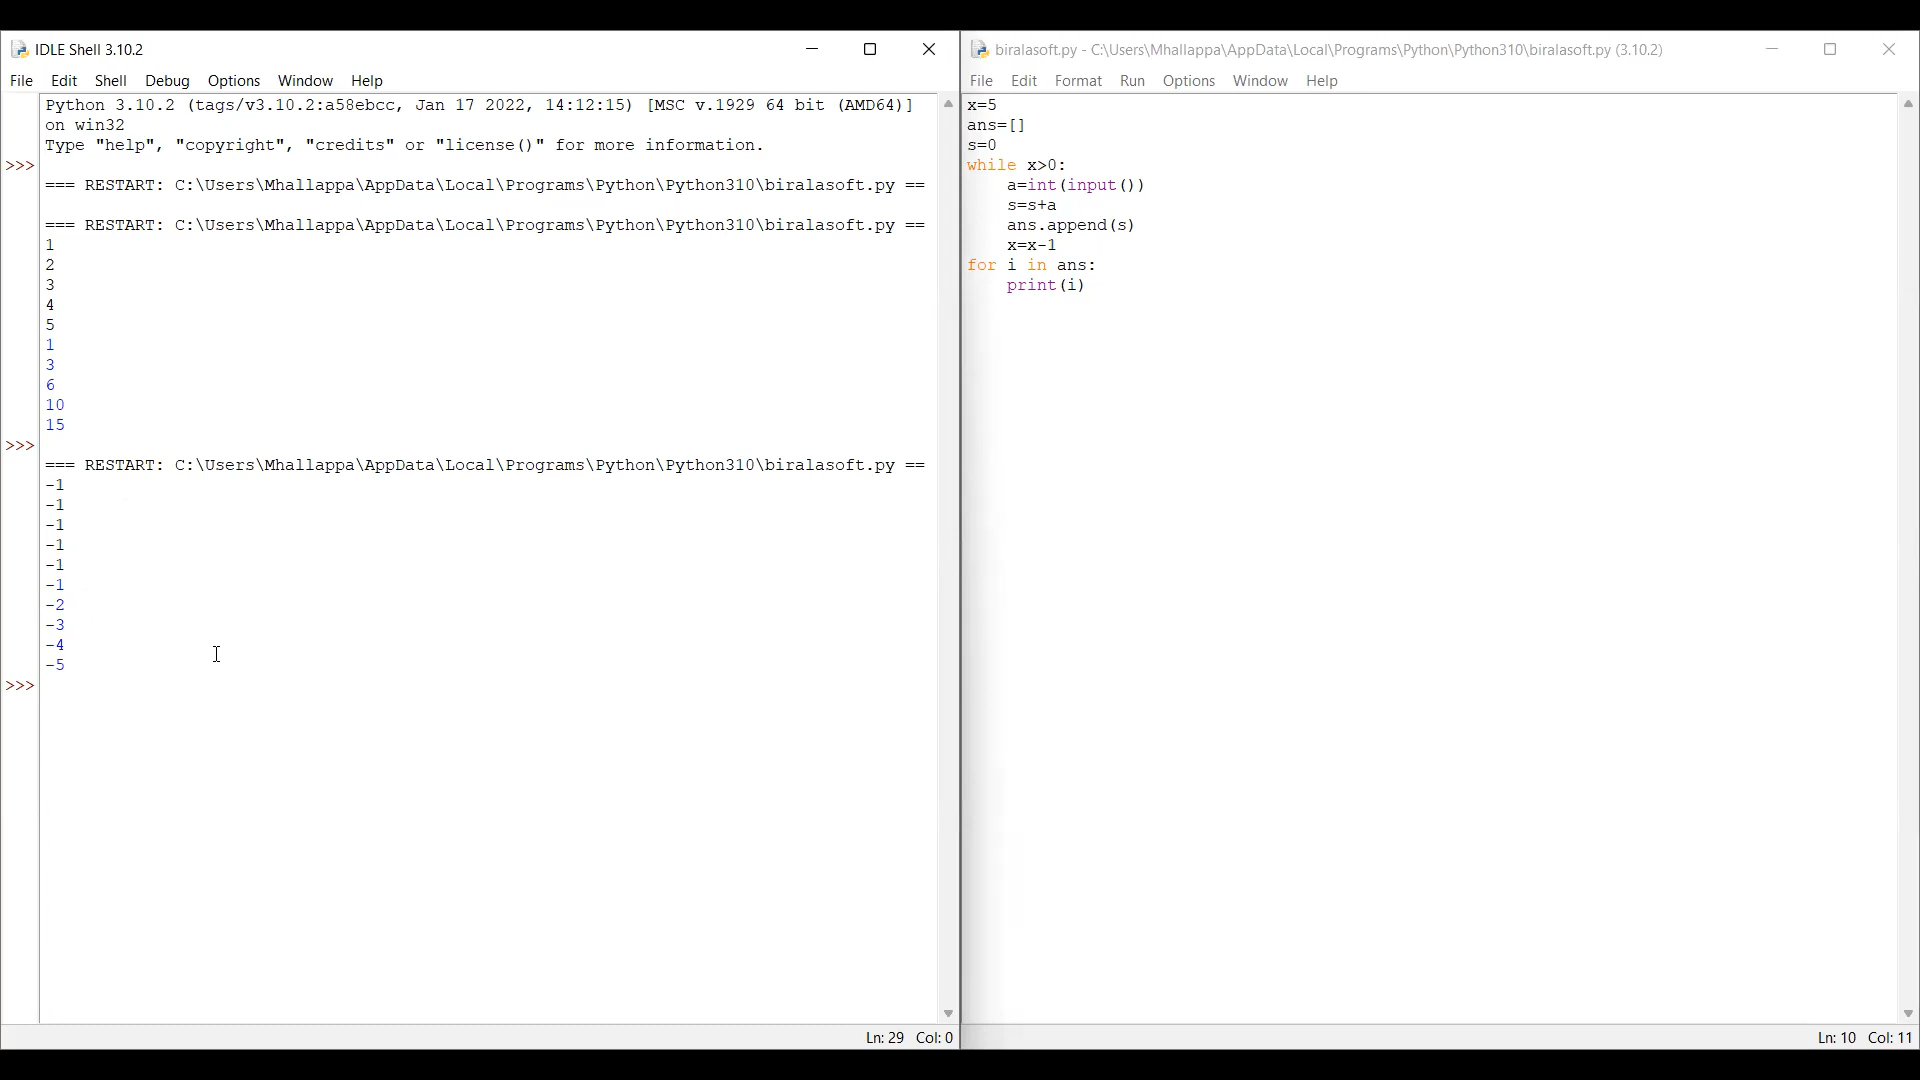 IDLE Shell 3.10.2
File Edit Shell Debug Options Window Help
Python 3.10.2 (tags/v3.10.2:a58ebcc, Jan 17 2022, 14:12:15) [MSC v.1929 64 bit (AMD64)]
on win32
Type "help", "copyright", "credits" or "license()" for more information.
>>>
=== RESTART: C:\Users\Mhallappa\AppData\Local\Programs\Python\Python310\biralasoft.py ==
=== RESTART: C:\Users\Mhallappa\AppData\Local\Programs\Python\Python310\biralasoft.py ==
1
2
3
4
5
1
3
6
10
15
>>>
=== RESTART: C:\Users\Mhallappa\AppData\Local\Programs\Python\Python310\biralasoft.py ==
-1
-1
-1
-1
-1
-1
-2
-3
-4
-5
>>>
Ln: 29 Col: 0
biralasoft.py - C:\Users\Mhallappa\AppData\Local\Programs\Python\Python310\biralasoft.py (3.10.2)
File Edit Format Run Options Window Help
x=5
ans=[]
s=0
while x>0:
    a=int(input())
    s=s+a
    ans.append(s)
    x=x-1
for i in ans:
    print(i)
Ln: 10 Col: 11